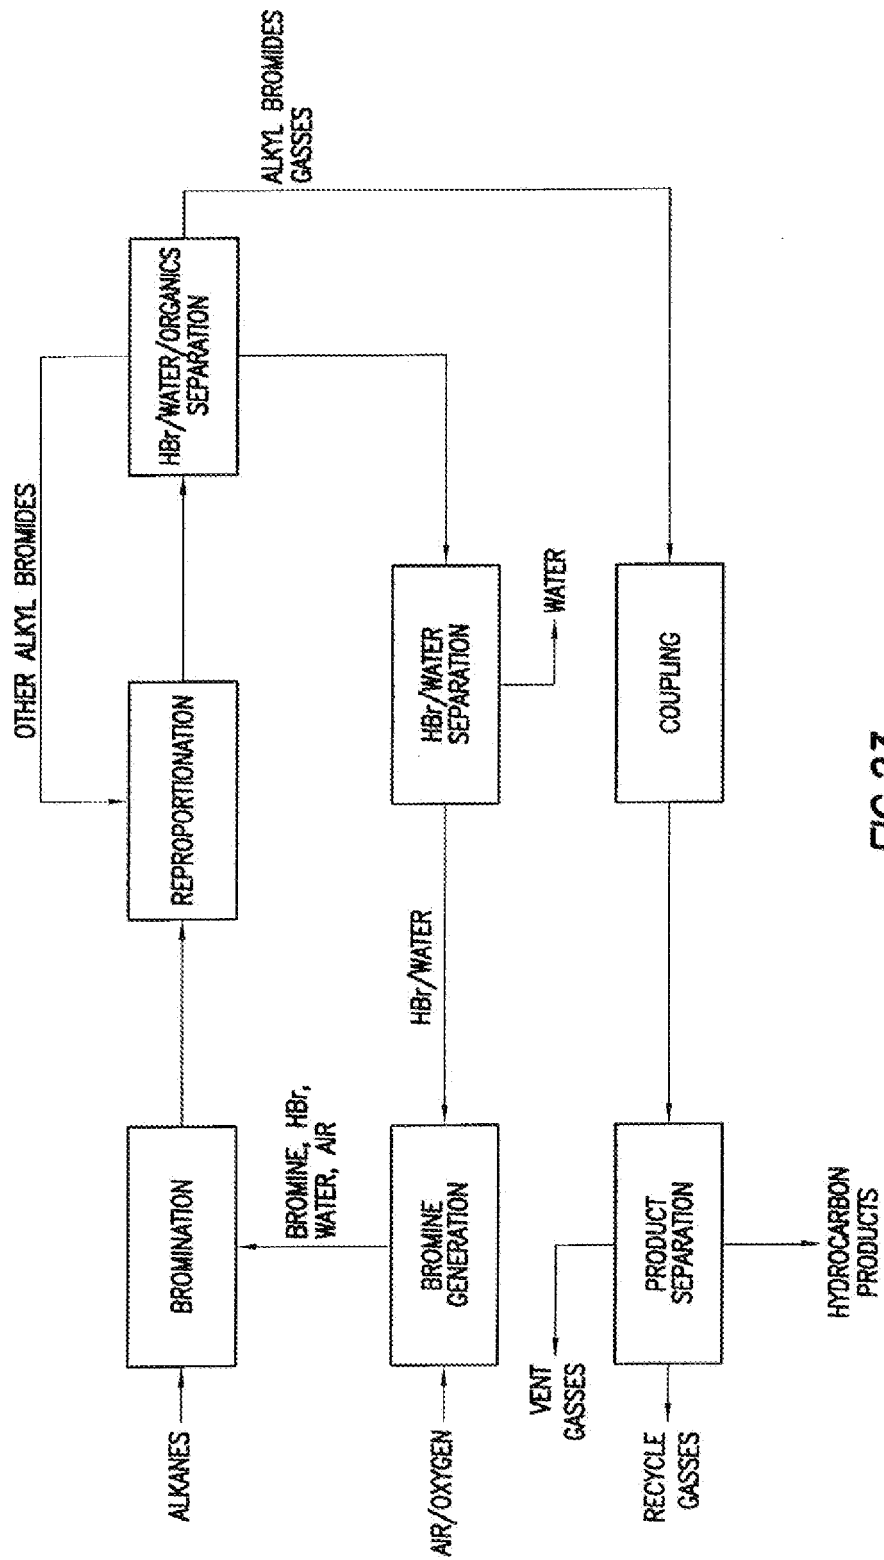 ALKANES
BROMINATION
REPROPORTIONATION
OTHER ALKYL BROMIDES
HBr/WATER/ORGANICS
SEPARATION
ALKYL BROMIDES
GASSES
BROMINE, HBr,
WATER, AIR
AIR/OXYGEN
BROMINE
GENERATION
HBr/WATER
HBr/WATER
SEPARATION
WATER
VENT
GASSES
RECYCLE
GASSES
PRODUCT
SEPARATION
COUPLING
HYDROCARBON
PRODUCTS